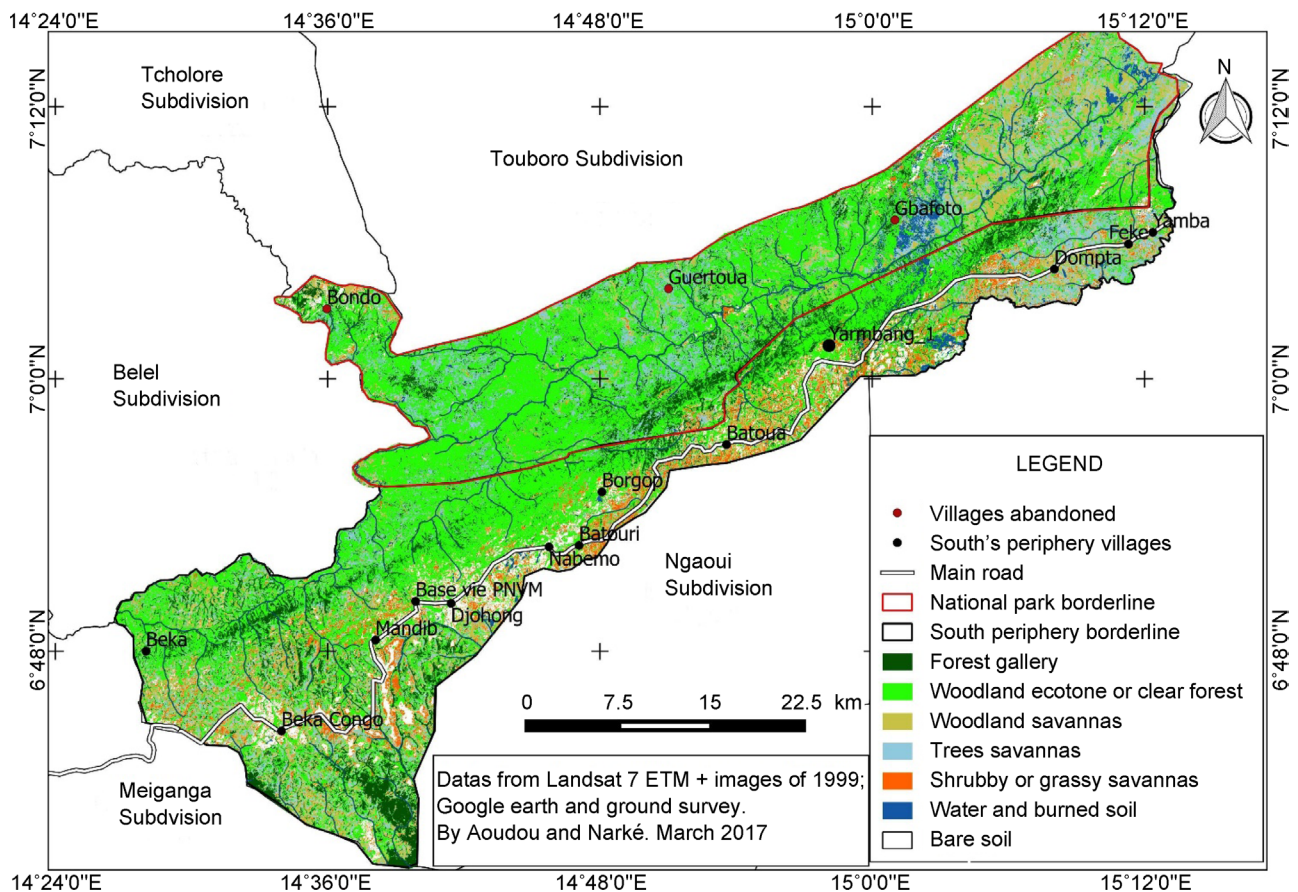 14°24'0"E 14°36'0"E 14°48'0"E 15°0'0"E 15°12'0"E
Tcholore
Subdivision
N
7°12'0"N
7°12'0"N
Touboro Subdivision
Gbafoto
Yamba
Feke
Dompta
Guertoua
Bondo
Yarmbang_1
Belel
Subdivision
7°0'0"N
7°0'0"N
Batoua
Borgop
Batouri
Nabemo
Ngaoui
Subdivision
Base vie PNVM
Djohong
Mandib
Beka
6°48'0"N
6°48'0"N
Beka Congo
0 7.5 15 22.5 km
Meiganga
Subdivision
Datas from Landsat 7 ETM + images of 1999;
Google earth and ground survey.
By Aoudou and Narké. March 2017
LEGEND
Villages abandoned
South's periphery villages
Main road
National park borderline
South periphery borderline
Forest gallery
Woodland ecotone or clear forest
Woodland savannas
Trees savannas
Shrubby or grassy savannas
Water and burned soil
Bare soil
14°24'0"E 14°36'0"E 14°48'0"E 15°0'0"E 15°12'0"E